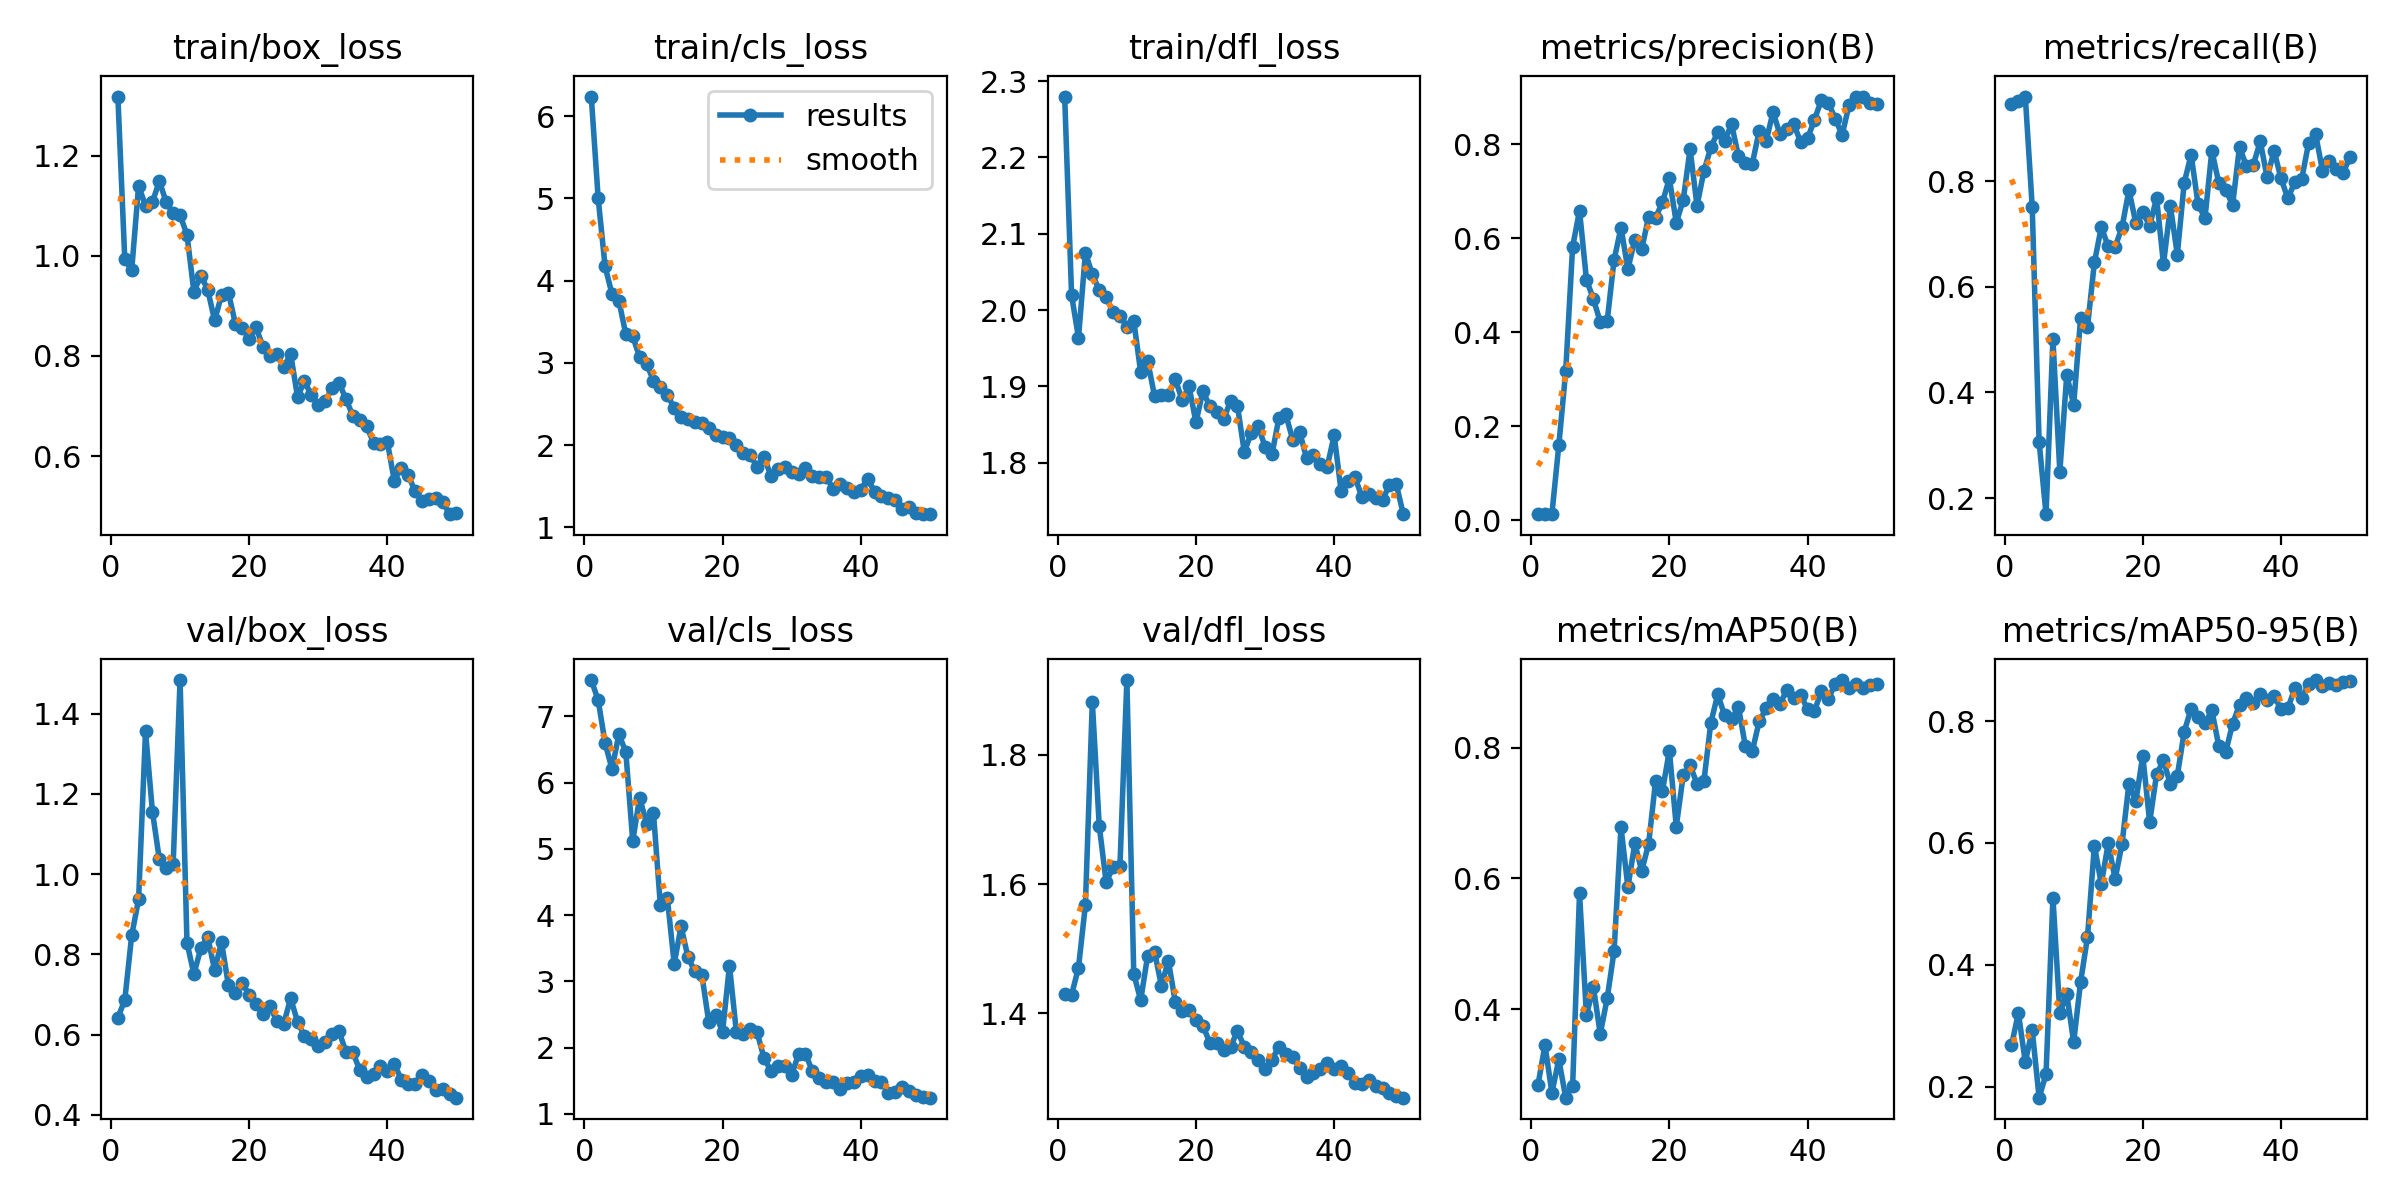 train/box_loss
1.2
1.0
0.8
0.6
0 20 40
train/cls_loss
results
smooth
6
5
4
3
2
1
0 20 40
train/dfl_loss
2.3
2.2
2.1
2.0
1.9
1.8
0 20 40
metrics/precision(B)
0.8
0.6
0.4
0.2
0.0
0 20 40
metrics/recall(B)
0.8
0.6
0.4
0.2
0 20 40
val/box_loss
1.4
1.2
1.0
0.8
0.6
0.4
0 20 40
val/cls_loss
7
6
5
4
3
2
1
0 20 40
val/dfl_loss
1.8
1.6
1.4
0 20 40
metrics/mAP50(B)
0.8
0.6
0.4
0 20 40
metrics/mAP50-95(B)
0.8
0.6
0.4
0.2
0 20 40